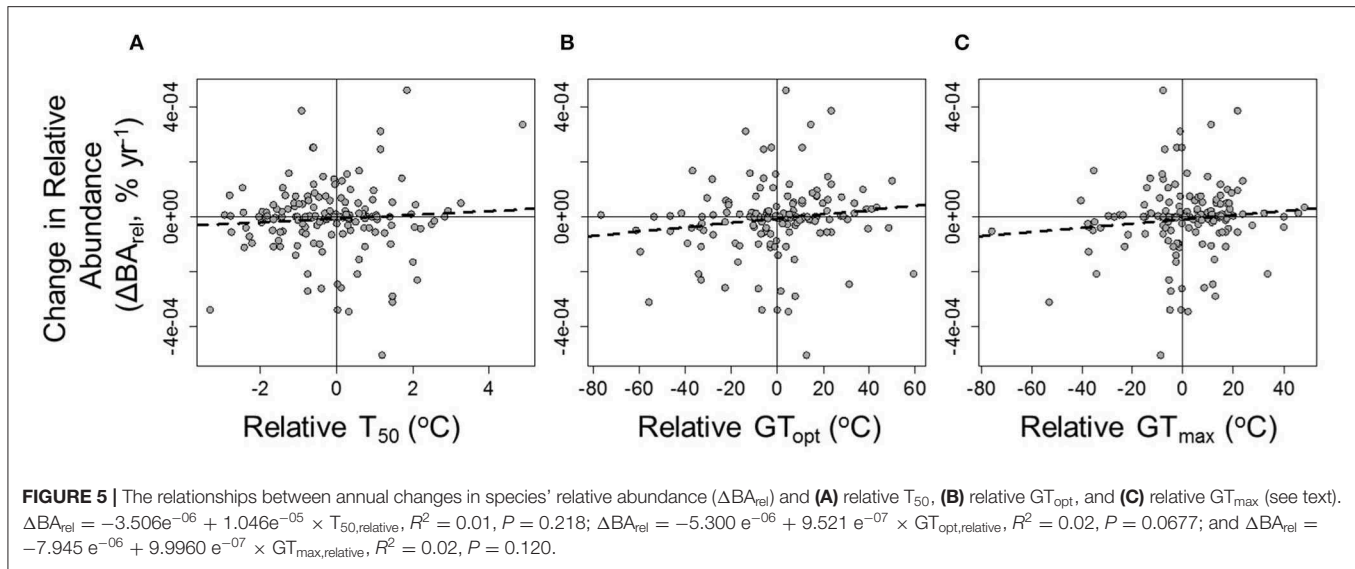 A
B
C
Change in Relative
Abundance
(ΔBArel, % yr−1)
4e-04
0e+00
-4e-04
-2
0
2
4
Relative T50 (oC)
4e-04
0e+00
-4e-04
-80
-60
-40
-20
0
20
40
60
Relative GTopt (oC)
4e-04
0e+00
-4e-04
-80
-60
-40
-20
0
20
40
Relative GTmax (oC)
FIGURE 5 | The relationships between annual changes in species' relative abundance (ΔBArel) and (A) relative T50, (B) relative GTopt, and (C) relative GTmax (see text).
ΔBArel = −3.506e−06 + 1.046e−05 × T50,relative, R2 = 0.01, P = 0.218; ΔBArel = −5.300 e−06 + 9.521 e−07 × GTopt,relative, R2 = 0.02, P = 0.0677; and ΔBArel =
−7.945 e−06 + 9.9960 e−07 × GTmax,relative, R2 = 0.02, P = 0.120.